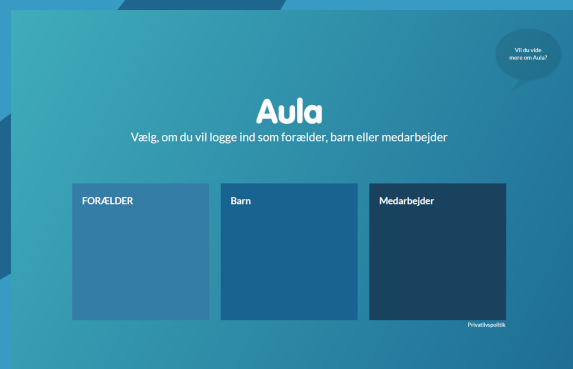 Vil du vide
mere om Aula?
Aula
Vælg, om du vil logge ind som forælder, barn eller medarbejder
FORÆLDER
Barn
Medarbejder
Privatlivspolitik